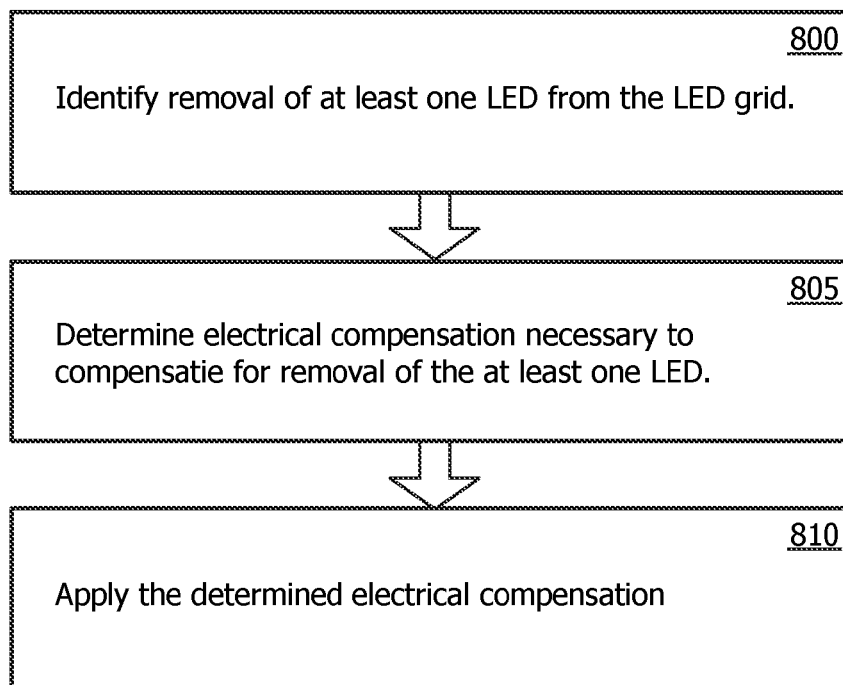 800
Identify removal of at least one LED from the LED grid.
805
Determine electrical compensation necessary to
compensatie for removal of the at least one LED.
810
Apply the determined electrical compensation